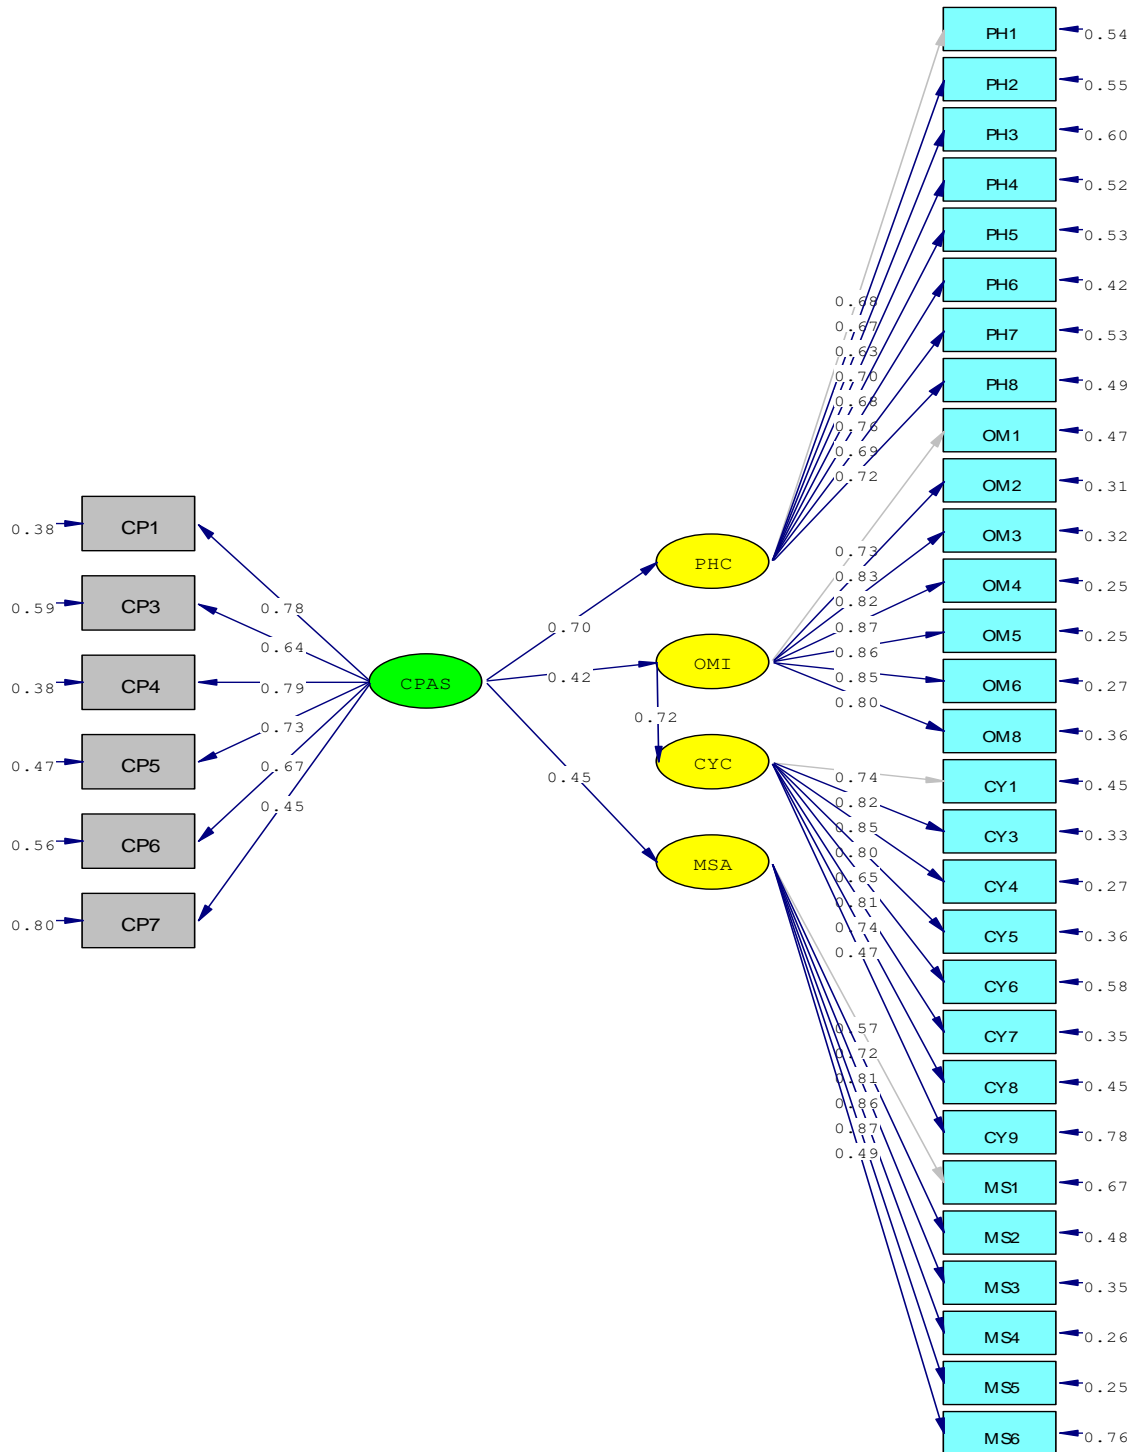 PH1 0.54
PH2 0.55
PH3 0.60
PH4 0.52
PH5 0.53
PH6 0.42
PH7 0.53
PH8 0.49
OM1 0.47
OM2 0.31
OM3 0.32
OM4 0.25
OM5 0.25
OM6 0.27
OM8 0.36
CY1 0.45
CY3 0.33
CY4 0.27
CY5 0.36
CY6 0.58
CY7 0.35
CY8 0.45
CY9 0.78
MS1 0.67
MS2 0.48
MS3 0.35
MS4 0.26
MS5 0.25
MS6 0.76
0.68
0.67
0.63
0.70
0.68
0.76
0.69
0.72
0.73
0.83
0.82
0.87
0.86
0.85
0.80
0.74
0.82
0.85
0.80
0.65
0.81
0.74
0.47
0.57
0.72
0.81
0.86
0.87
0.49
PHC
OMI
CYC
MSA
0.70
0.42
0.72
0.45
CPAS
0.78
0.64
0.79
0.73
0.67
0.45
0.38 CP1
0.59 CP3
0.38 CP4
0.47 CP5
0.56 CP6
0.80 CP7